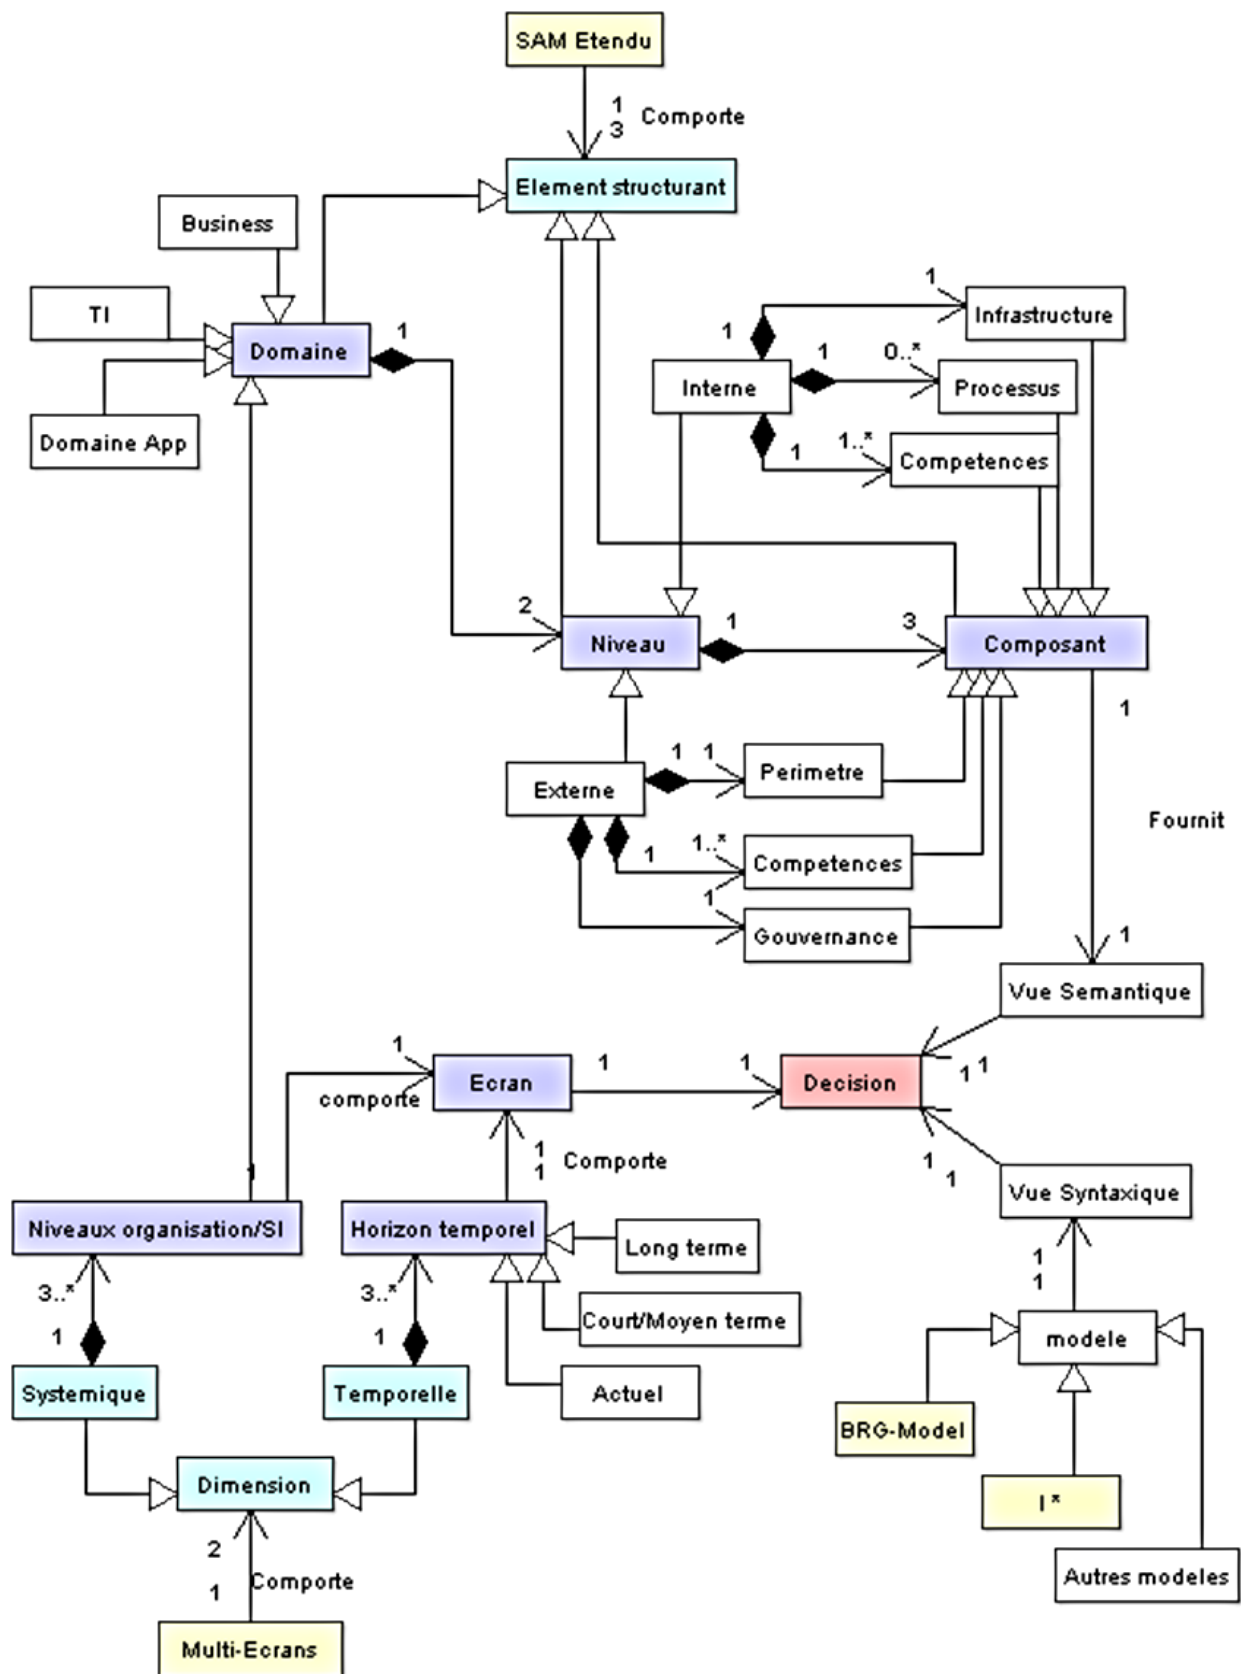 SAM Etendu
1
Comporte
3
Element structurant
Business
1
TI
Infrastructure
1
1
1
0..*
Domaine
Interne
Processus
1..*
Domaine App
1
Competences
2
1
3
Niveau
Composant
1
1
1
Perimetre
Externe
Fournit
1..*
1
Competences
1
Gouvernance
1
Vue Semantique
1
1
1
1
1
Ecran
Decision
comporte
1
1
Comporte
1
1
1
1
Vue Syntaxique
Niveaux organisation/SI
Horizon temporel
Long terme
1
3..*
3..*
1
Court/Moyen terme
1
1
modele
Systemique
Temporelle
Actuel
BRG-Model
Dimension
I *
2
Comporte
1
Autres modeles
Multi-Ecrans